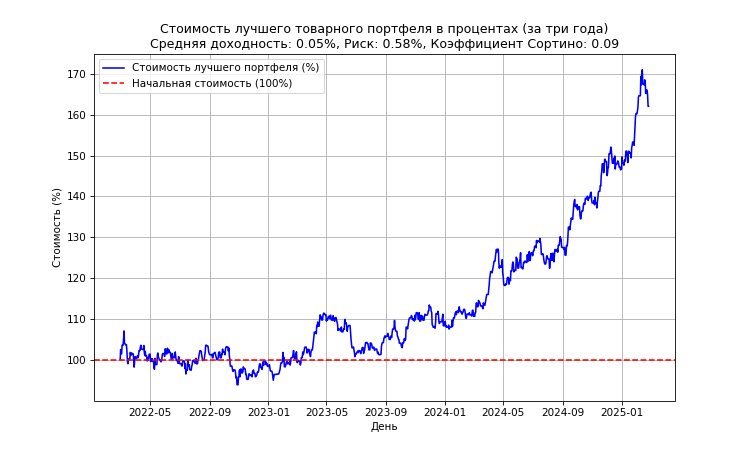 Стоимость лучшего товарного портфеля в процентах (за три года)
Средняя доходность: 0.05%, Риск: 0.58%, Коэффициент Сортино: 0.09
Стоимость лучшего портфеля (%)
Начальная стоимость (100%)
Стоимость (%)
170
160
150
140
130
120
110
100
2022-05 2022-09 2023-01 2023-05 2023-09 2024-01 2024-05 2024-09 2025-01
День